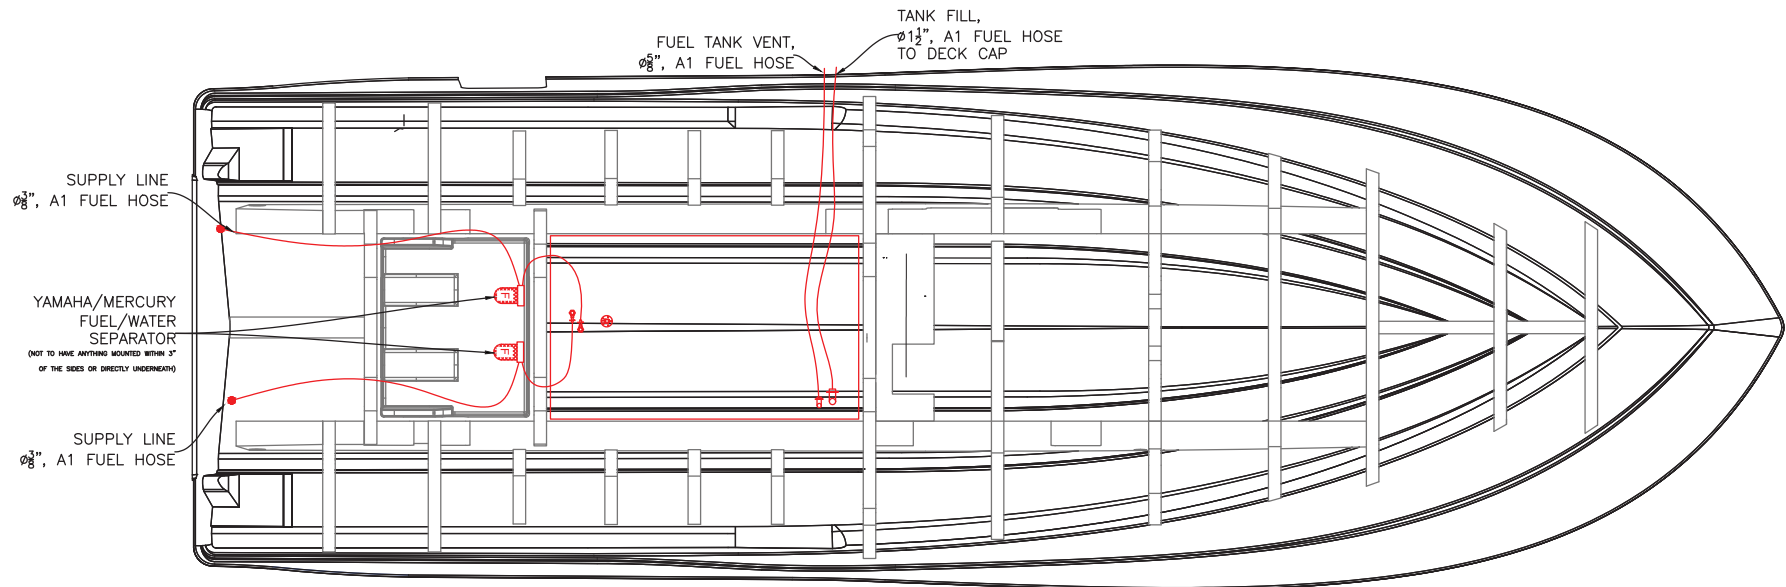 TANK FILL,
ø1½", A1 FUEL HOSE
TO DECK CAP
FUEL TANK VENT,
ø⅝", A1 FUEL HOSE
SUPPLY LINE
ø⅜", A1 FUEL HOSE
YAMAHA/MERCURY
FUEL/WATER
SEPARATOR
(NOT TO HAVE ANYTHING MOUNTED WITHIN 3"
OF THE SIDES OR DIRECTLY UNDERNEATH)
SUPPLY LINE
ø⅜", A1 FUEL HOSE
F
F